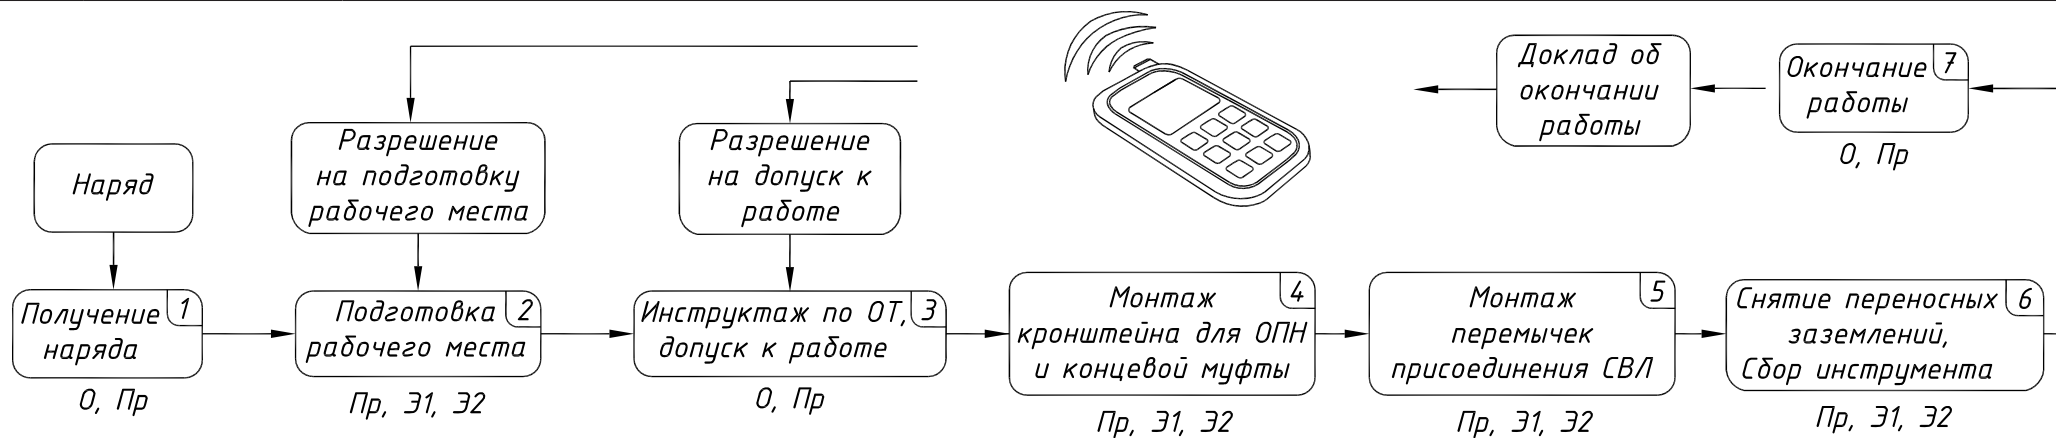 Наряд
Получение
наряда
1
О, Пр
Разрешение
на подготовку
рабочего места
Подготовка
рабочего места
2
Пр, Э1, Э2
Разрешение
на допуск к
работе
Инструктаж по ОТ,
допуск к работе
3
О, Пр
Монтаж
кронштейна для ОПН
и концевой муфты
4
Пр, Э1, Э2
Монтаж
перемычек
присоединения СВЛ
5
Пр, Э1, Э2
Снятие переносных
заземлений,
Сбор инструмента
6
Пр, Э1, Э2
Окончание
работы
7
О, Пр
Доклад об
окончании
работы